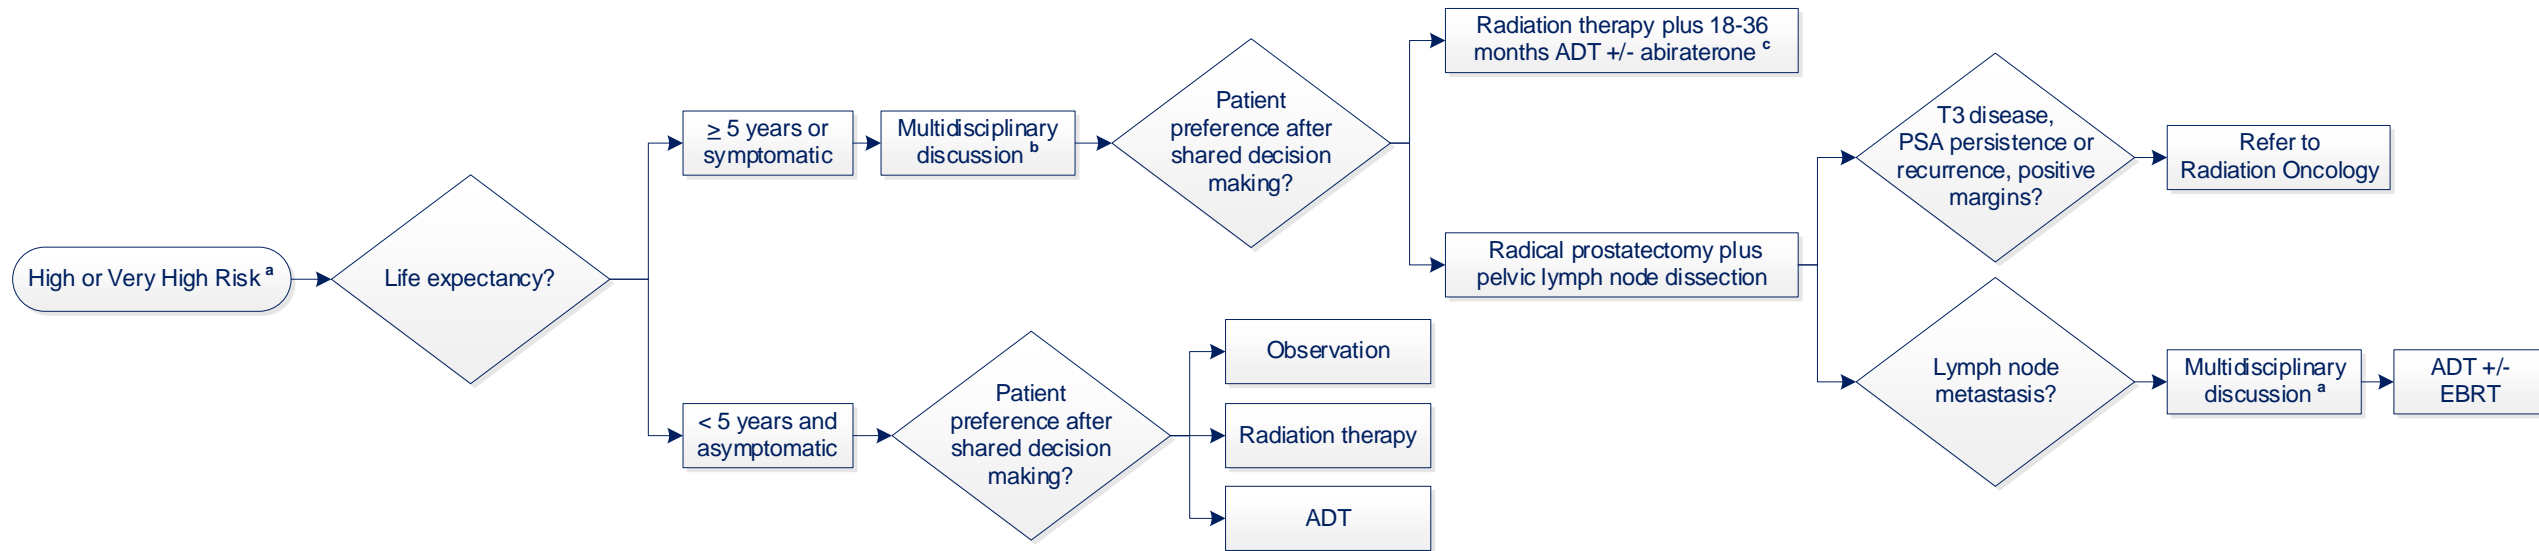 High or Very High Risk a
Life expectancy?
≥ 5 years or
symptomatic
Multidisciplinary
discussion b
Patient
preference after
shared decision
making?
Radiation therapy plus 18-36
months ADT +/- abiraterone c
Radical prostatectomy plus
pelvic lymph node dissection
T3 disease,
PSA persistence or
recurrence, positive
margins?
Refer to
Radiation Oncology
Lymph node
metastasis?
Multidisciplinary
discussion a
ADT +/-
EBRT
< 5 years and
asymptomatic
Patient
preference after
shared decision
making?
Observation
Radiation therapy
ADT